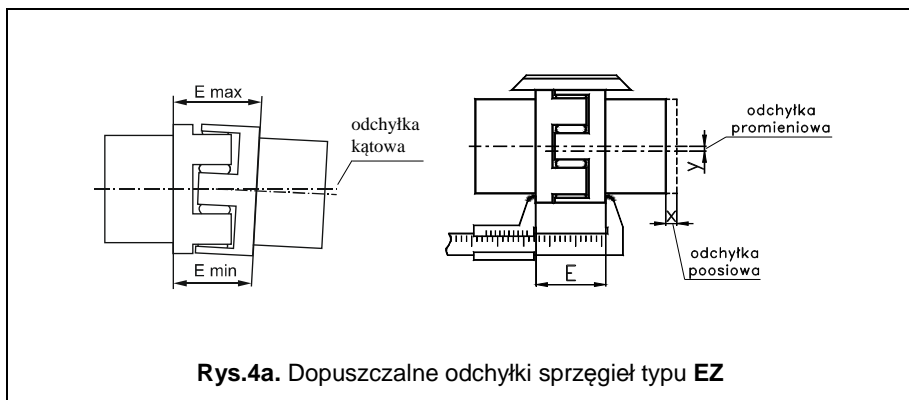 E max
odchyłka
kątowa
E min
odchyłka
promieniowa
y
x
odchyłka
poosiowa
E
Rys.4a. Dopuszczalne odchyłki sprzęgieł typu EZ